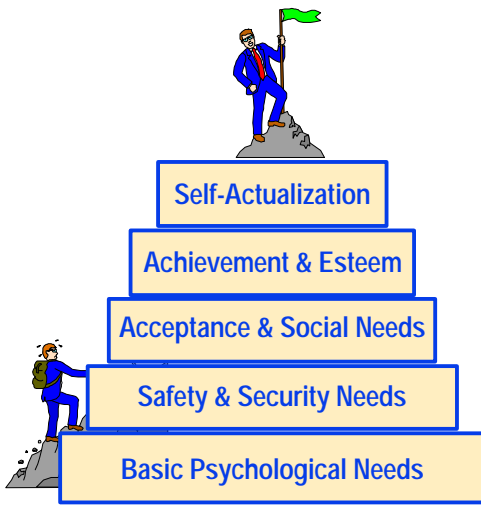 Self-Actualization
Achievement & Esteem
Acceptance & Social Needs
Safety & Security Needs
Basic Psychological Needs